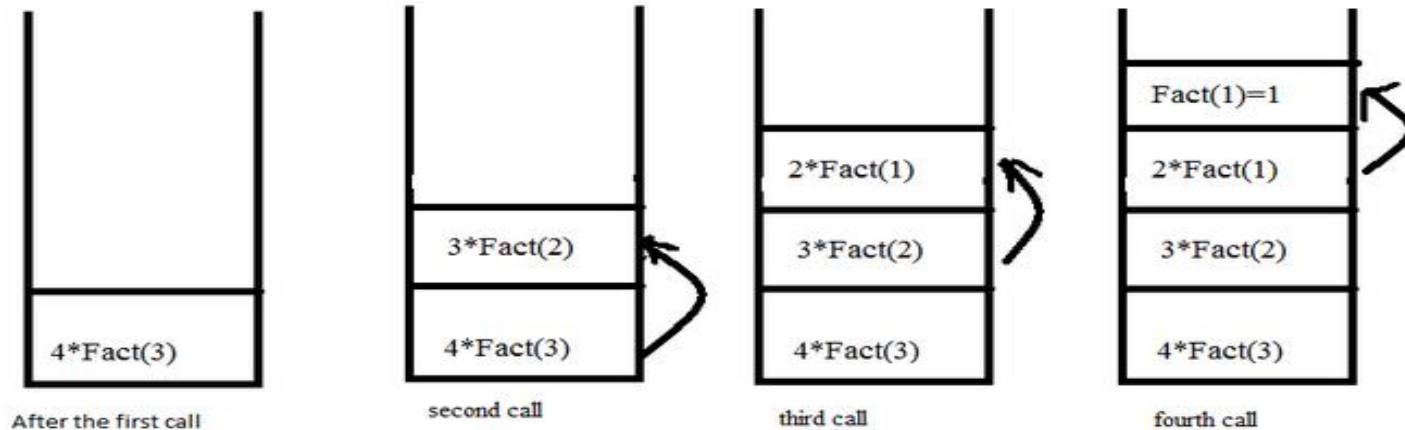 4*Fact(3)
After the first call
3*Fact(2)
4*Fact(3)
second call
2*Fact(1)
3*Fact(2)
4*Fact(3)
third call
Fact(1)=1
2*Fact(1)
3*Fact(2)
4*Fact(3)
fourth call